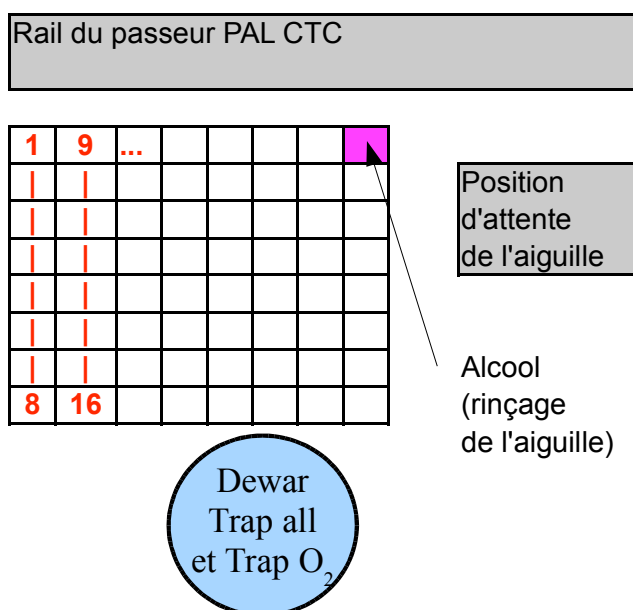 Rail du passeur PAL CTC
1 9 ...
| |
| |
| |
| |
| |
| |
8 16
Position
d'attente
de l'aiguille
Alcool
(rinçage
de l'aiguille)
Dewar
Trap all
et Trap O₂